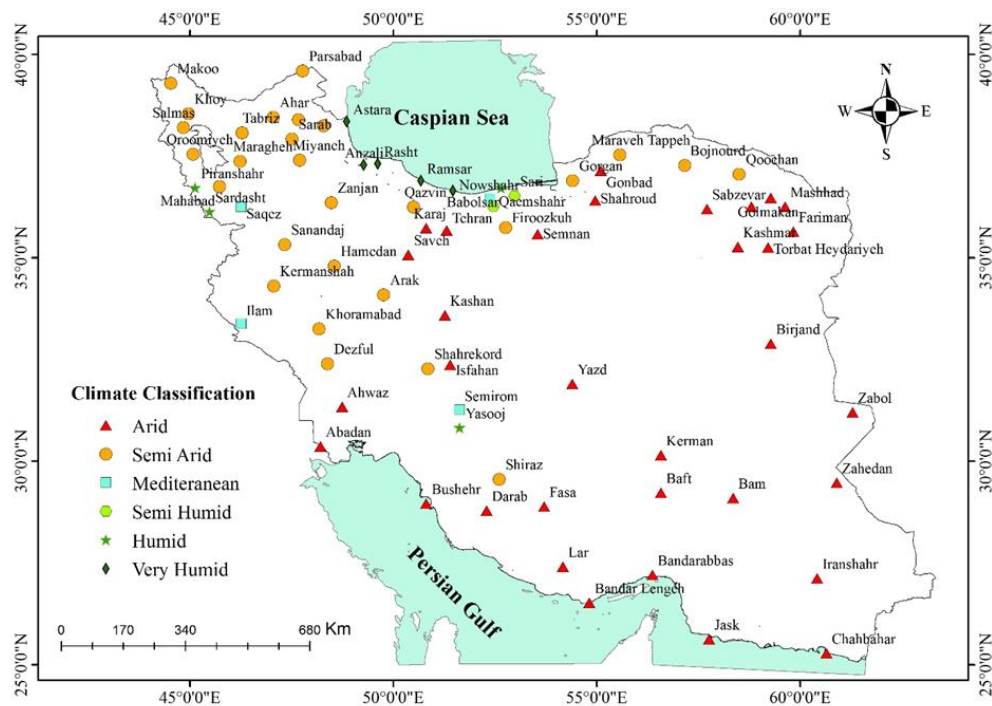 45°0'0"E 50°0'0"E 55°0'0"E 60°0'0"E
40°0'0"N
40°0'0"N
Parsabad
Makoo
N
W E
S
Khoy
Ahar
Astara
Caspian Sea
Salmas
Tabriz
Sarab
Oroomiyeh
Maragheh
Miyanch
Anzali
Rasht
Maraveh Tappeh
Bojnourd
Qoochan
Piranshahr
Ramsar
Gorgan
Gonbad
Sardasht
Mahabad
Zanjan
Nowshahr
Sari
Saqcz
Qazvin
Babolsar
Qaemshahr
Shahroud
Sabzevar
Mashhad
Golmakan
Fariman
Karaj
Tchran
Firoozkuh
Semnan
Kashmar
Torbat Heydariyeh
Sanandaj
Hamcdan
Savch
35°0'0"N
35°0'0"N
Kermanshah
Arak
Ilam
Khoramabad
Kashan
Birjand
Dezful
Shahrekord
Isfahan
Yazd
Zabol
Climate Classification
Arid
Semi Arid
Mediteranean
Semi Humid
Humid
Very Humid
Ahwaz
Semirom
Yasooj
Abadan
Kerman
30°0'0"N
30°0'0"N
Shiraz
Zahedan
Bushehr
Darab
Fasa
Baft
Bam
Persian Gulf
Lar
Bandarabbas
Iranshahr
Bandar Lengeh
Jask
Chahbahar
0 170 340 680 Km
25°0'0"N
25°0'0"N
45°0'0"E 50°0'0"E 55°0'0"E 60°0'0"E